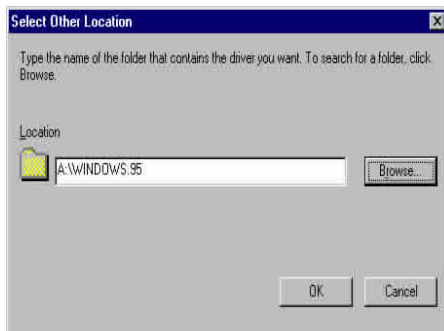 Select Other Location
Type the name of the folder that contains the driver you want. To search for a folder, click
Browse.
Location
A:\WINDOWS.95
Browse...
OK
Cancel